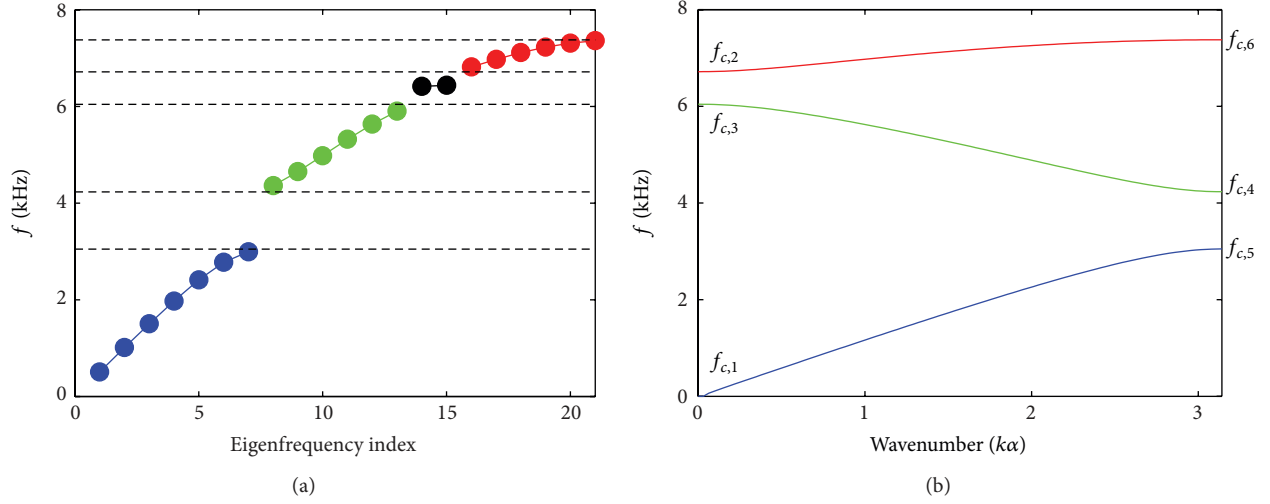 8
6
4
2
0
f (kHz)
0
5
10
15
20
Eigenfrequency index
(a)
8
6
4
2
0
f (kHz)
f_{c,2}
f_{c,3}
f_{c,1}
f_{c,6}
f_{c,4}
f_{c,5}
0
1
2
3
Wavenumber (kα)
(b)